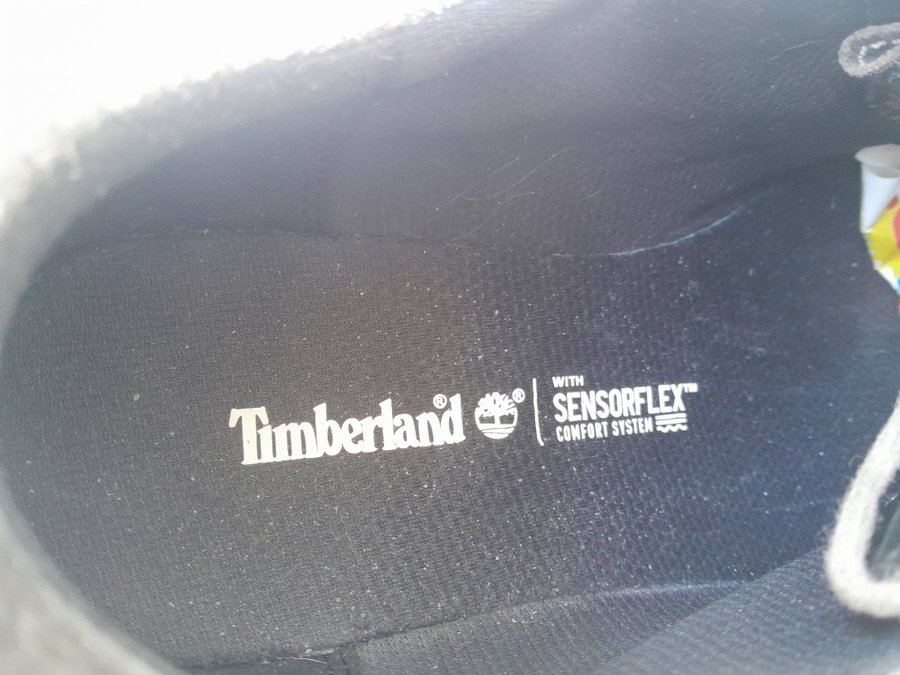 Timberland® ® WITH
SENSORFLEX™
COMFORT SYSTEM